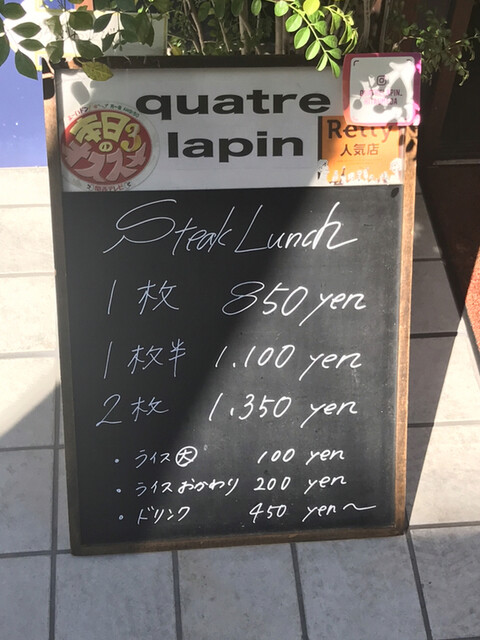 quatre
lapin
Retty
人気店
Steak Lunch
1枚 850 yen
1枚半 1.100 yen
2枚 1.350 yen
・ライス大 100 yen
・ライスおかわり 200 yen
・ドリンク 450 yen〜